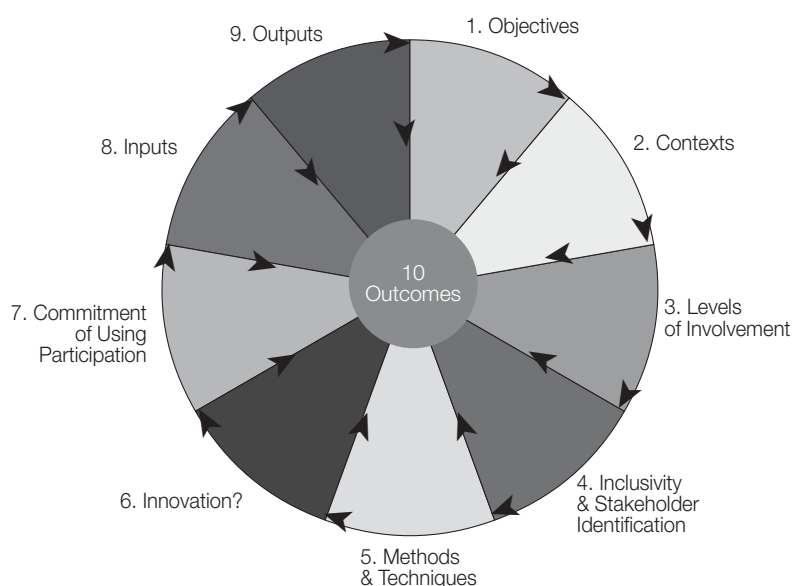 1. Objectives
2. Contexts
3. Levels
of Involvement
4. Inclusivity
& Stakeholder
Identification
5. Methods
& Techniques
6. Innovation?
7. Commitment
of Using
Participation
8. Inputs
9. Outputs
10
Outcomes